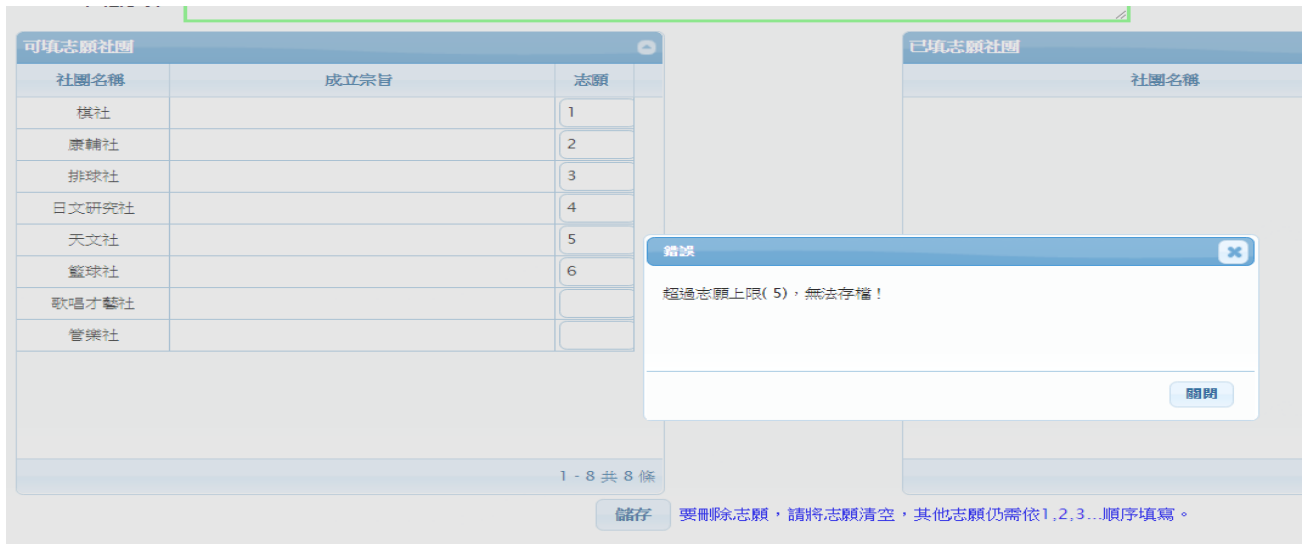 可填志願社團
已填志願社團
社團名稱 成立宗旨 志願
社團名稱
棋社 1
康輔社 2
排球社 3
日文研究社 4
天文社 5
籃球社 6
歌唱才藝社
管樂社
錯誤
超過志願上限( 5)，無法存檔！
關閉
1 - 8 共 8 條
儲存 要刪除志願，請將志願清空，其他志願仍需依1,2,3...順序填寫。